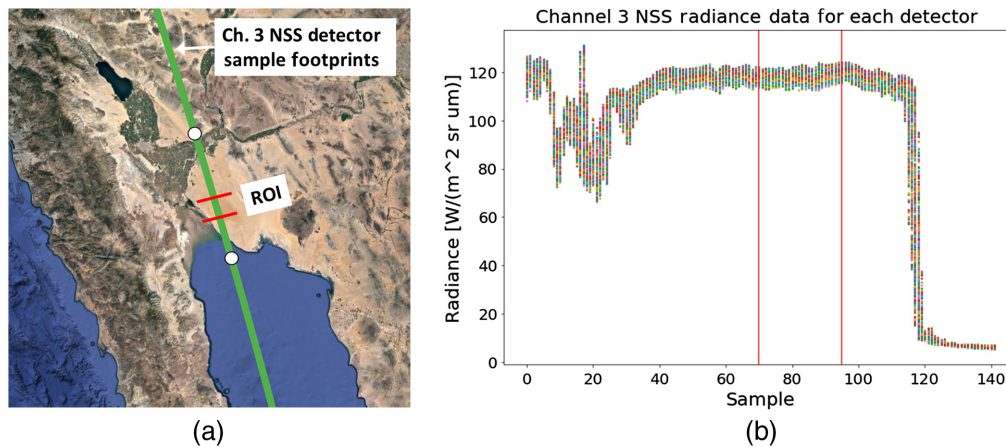 Ch. 3 NSS detector
sample footprints
ROI
(a)
Channel 3 NSS radiance data for each detector
Radiance [W/(m^2 sr um)]
120
100
80
60
40
20
0
0 20 40 60 80 100 120 140
Sample
(b)